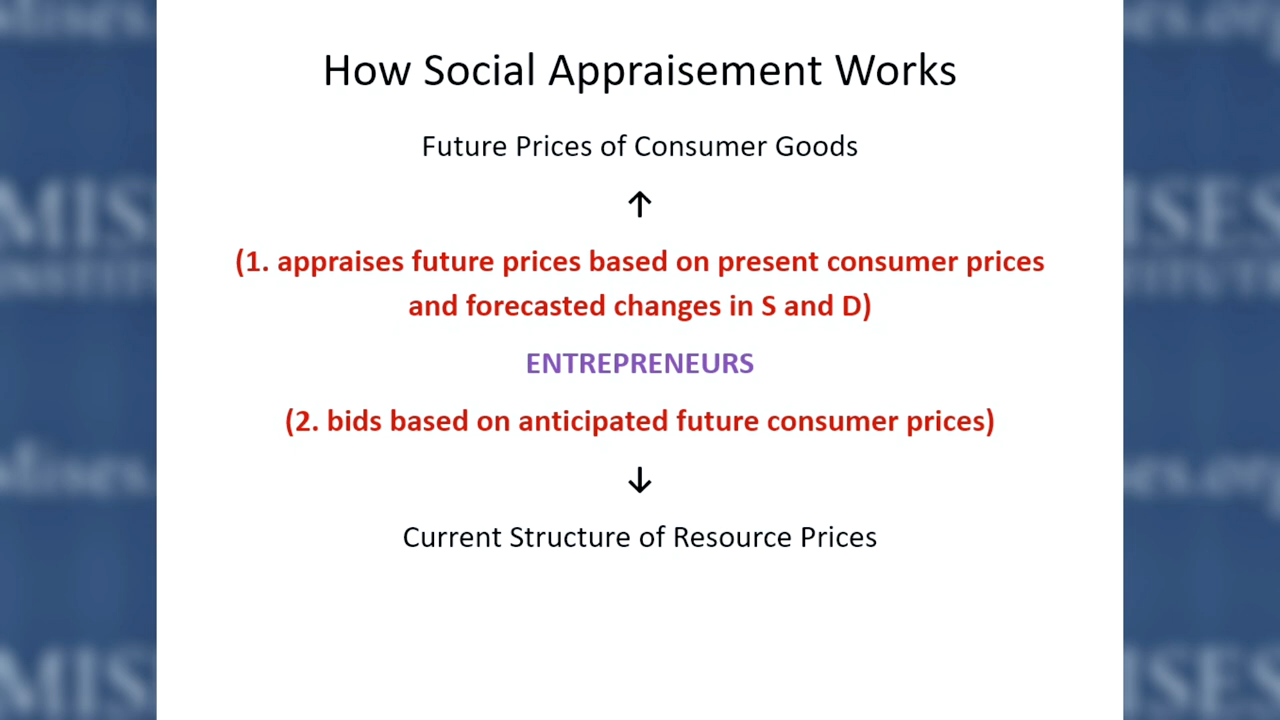 How Social Appraisement Works
Future Prices of Consumer Goods
↑
(1. appraises future prices based on present consumer prices
and forecasted changes in S and D)
ENTREPRENEURS
(2. bids based on anticipated future consumer prices)
↓
Current Structure of Resource Prices